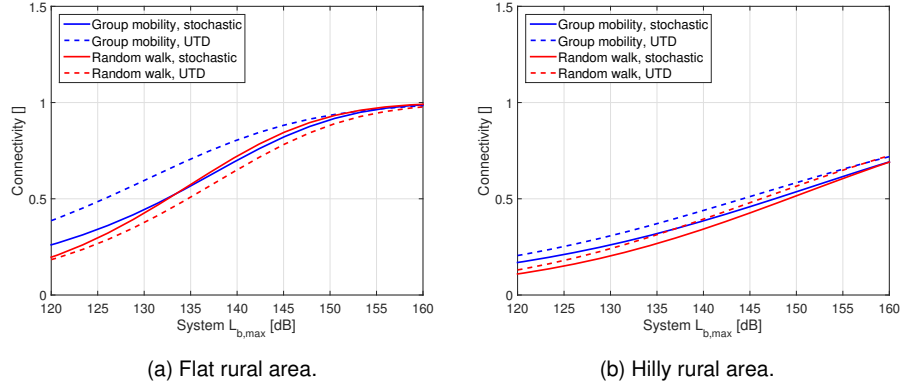 1.5
1
0.5
0
Connectivity []
Group mobility, stochastic
Group mobility, UTD
Random walk, stochastic
Random walk, UTD
120 125 130 135 140 145 150 155 160
System L_b,max [dB]
(a) Flat rural area.
1.5
1
0.5
0
Connectivity []
Group mobility, stochastic
Group mobility, UTD
Random walk, stochastic
Random walk, UTD
120 125 130 135 140 145 150 155 160
System L_b,max [dB]
(b) Hilly rural area.